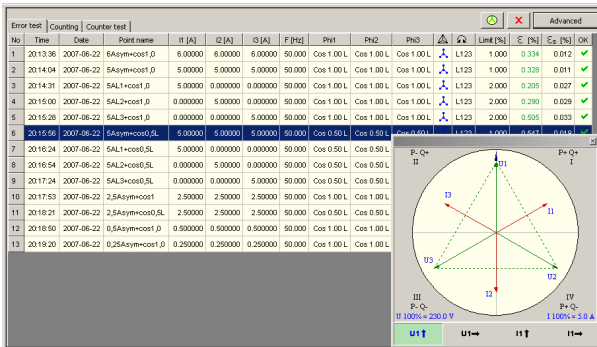 Error test Counting Counter test X Advanced
No Time Date Point name I1 [A] I2 [A] I3 [A] F [Hz] Phi1 Phi2 Phi3 Limit [%] Ɛ [%] Ɛs [%] OK
1 20:13:36 2007-06-22 6Asym+cos1,0 6.00000 6.00000 6.00000 50.000 Cos 1.00 L Cos 1.00 L Cos 1.00 L L123 1.000 0.334 0.012
2 20:14:04 2007-06-22 5Asym+cos1,0 5.00000 5.00000 5.00000 50.000 Cos 1.00 L Cos 1.00 L Cos 1.00 L L123 1.000 0.328 0.011
3 20:14:31 2007-06-22 5AL1+cos1,0 5.00000 0.000000 0.000000 50.000 Cos 1.00 L Cos 1.00 L Cos 1.00 L L123 2.000 0.205 0.027
4 20:15:00 2007-06-22 5AL2+cos1,0 0.000000 5.00000 0.000000 50.000 Cos 1.00 L Cos 1.00 L Cos 1.00 L L123 2.000 0.290 0.029
5 20:15:28 2007-06-22 5AL3+cos1,0 0.000000 0.000000 5.00000 50.000 Cos 1.00 L Cos 1.00 L Cos 1.00 L L123 2.000 0.505 0.033
6 20:15:56 2007-06-22 5Asym+cos0,5L 5.00000 5.00000 5.00000 50.000 Cos 0.50 L Cos 0.50 L Cos 0.50 L L123 1.000 0.547 0.019
7 20:16:24 2007-06-22 5AL1+cos0,5L 5.00000 0.000000 0.000000 50.000 Cos 0.50 L Cos 0.50 L
8 20:16:54 2007-06-22 5AL2+cos0,5L 0.000000 5.00000 0.000000 50.000 Cos 0.50 L Cos 0.50 L
9 20:17:24 2007-06-22 5AL3+cos0,5L 0.000000 0.000000 5.00000 50.000 Cos 0.50 L Cos 0.50 L
10 20:17:53 2007-06-22 2,5Asym+cos1 2.50000 2.50000 2.50000 50.000 Cos 1.00 L Cos 1.00 L
11 20:18:21 2007-06-22 2,5Asym+cos0,5L 2.50000 2.50000 2.50000 50.000 Cos 0.50 L Cos 0.50 L
12 20:18:50 2007-06-22 0,5Asym+cos1,0 0.500000 0.500000 0.500000 50.000 Cos 1.00 L Cos 1.00 L
13 20:19:20 2007-06-22 0,25Asym+cos1,0 0.250000 0.250000 0.250000 50.000 Cos 1.00 L Cos 1.00 L
P- Q+ P+ Q+
II I
U1
I3 I1
U3 U2
I2
III IV
P- Q- P+ Q-
U 100% = 230.0 V I 100% = 5.0 A
U1↑ U1→ I1↑ I1→